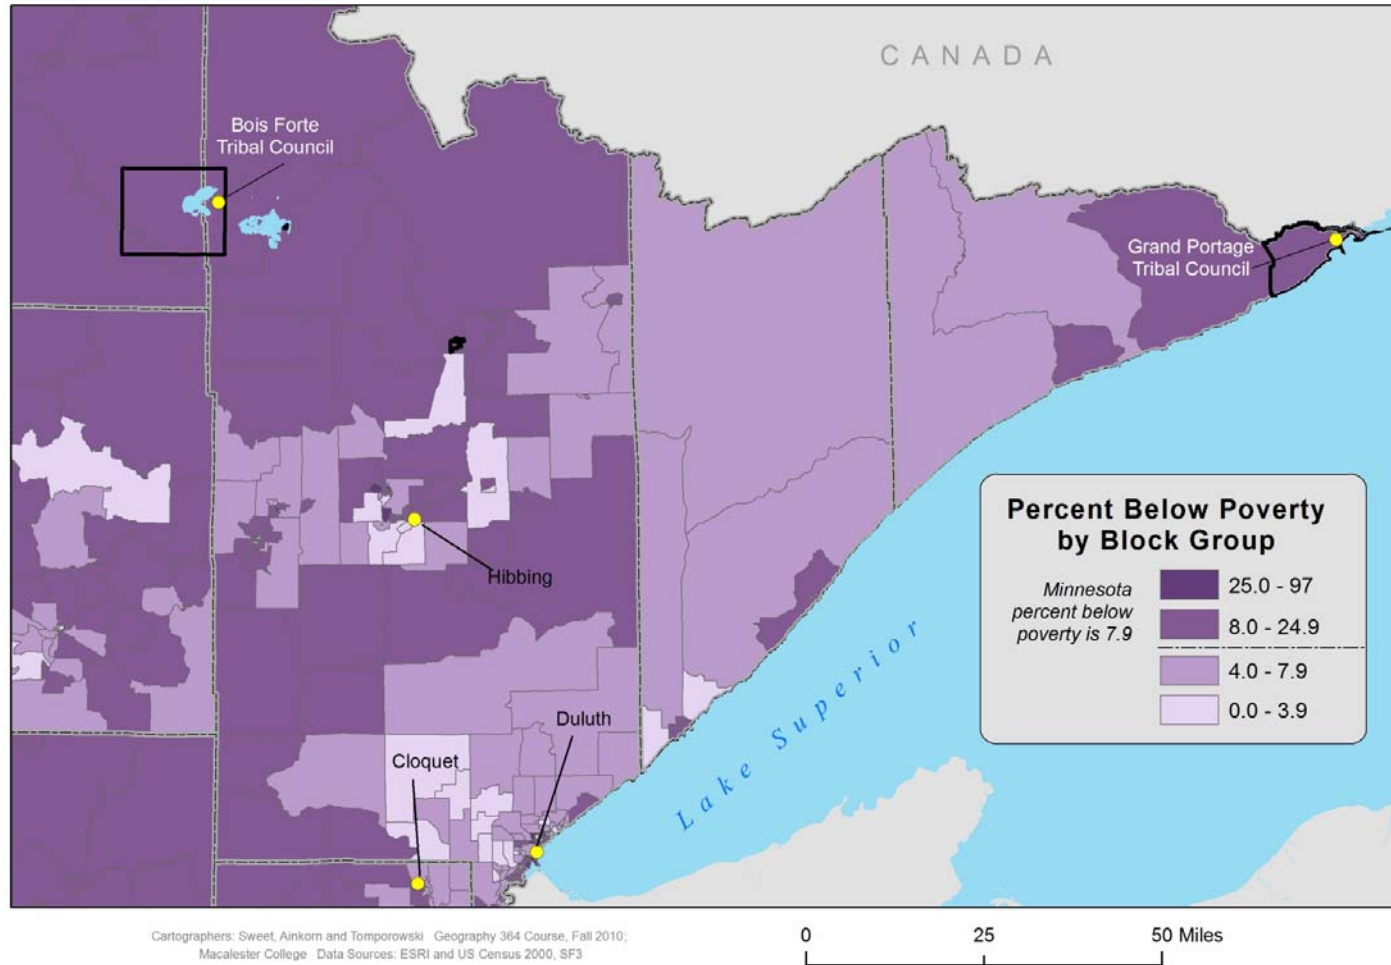 CANADA
Bois Forte
Tribal Council
Grand Portage
Tribal Council
Hibbing
Duluth
Cloquet
Lake Superior
Percent Below Poverty
by Block Group
Minnesota
percent below
poverty is 7.9
25.0 - 97
8.0 - 24.9
4.0 - 7.9
0.0 - 3.9
Cartographers: Sweet, Ainkorn and Tomporowski Geography 364 Course, Fall 2010;
Macalester College Data Sources: ESRI and US Census 2000, SF3
0 25 50 Miles